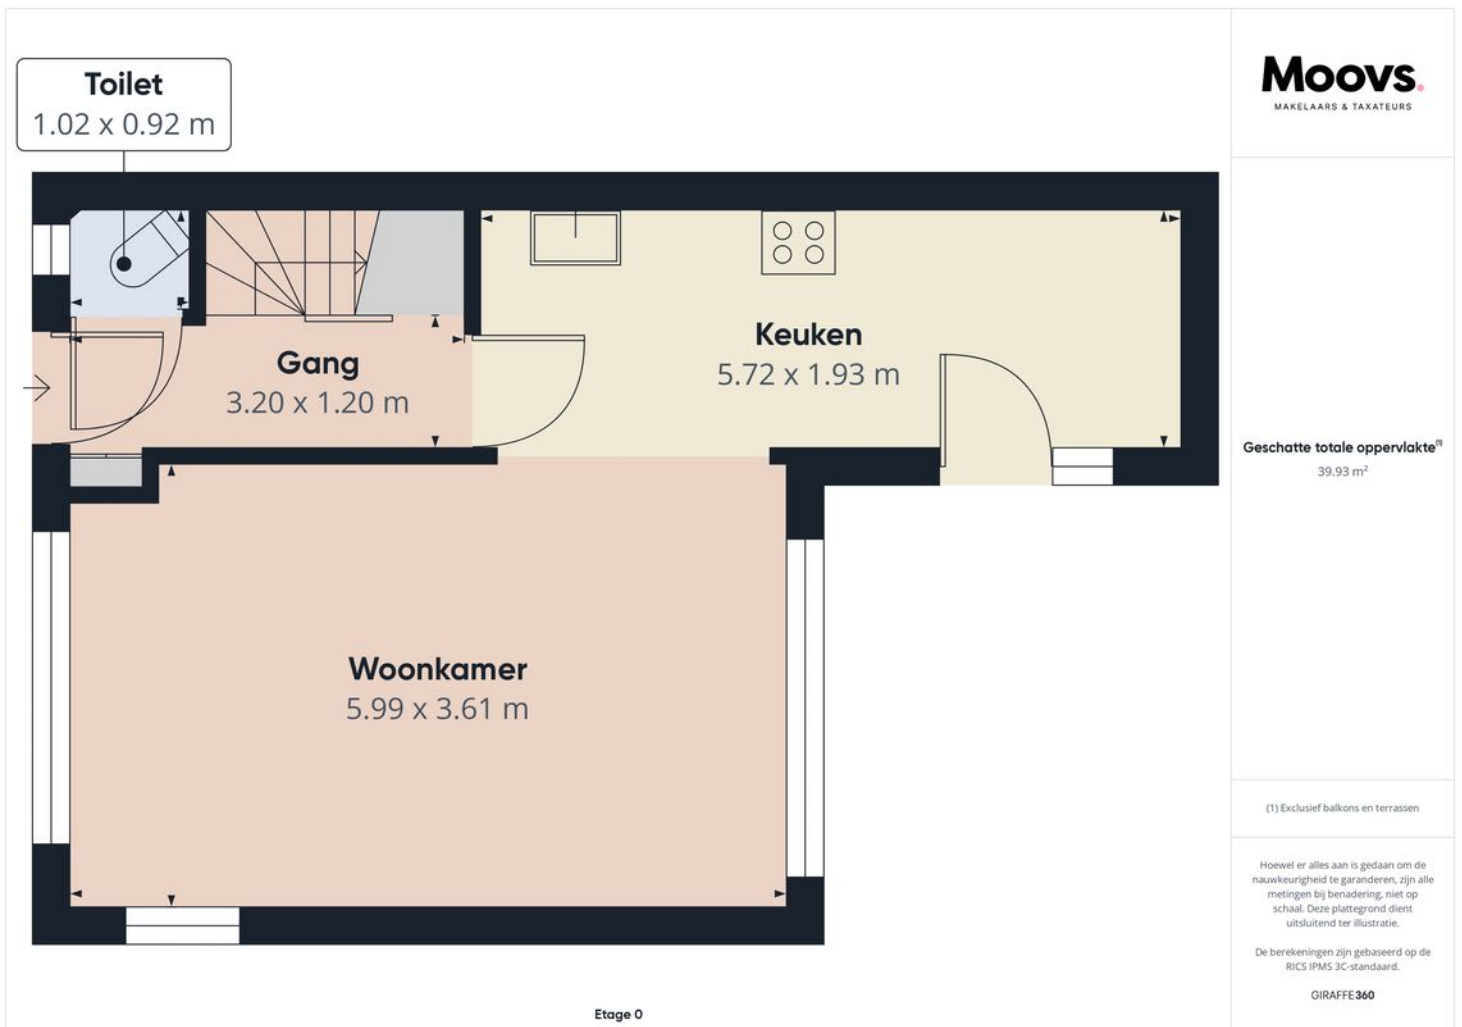 Toilet
1.02 x 0.92 m
Gang
3.20 x 1.20 m
Keuken
5.72 x 1.93 m
Woonkamer
5.99 x 3.61 m
Etage 0
Moovs.
MAKELAARS & TAXATEURS
Geschatte totale oppervlakte(1)
39.93 m²
(1) Exclusief balkons en terrassen
Hoewel er alles aan is gedaan om de
nauwkeurigheid te garanderen, zijn alle
metingen bij benadering, niet op
schaal. Deze plattegrond dient
uitsluitend ter illustratie.
De berekeningen zijn gebaseerd op de
RICS IPMS 3C-standaard.
GIRAFFE360